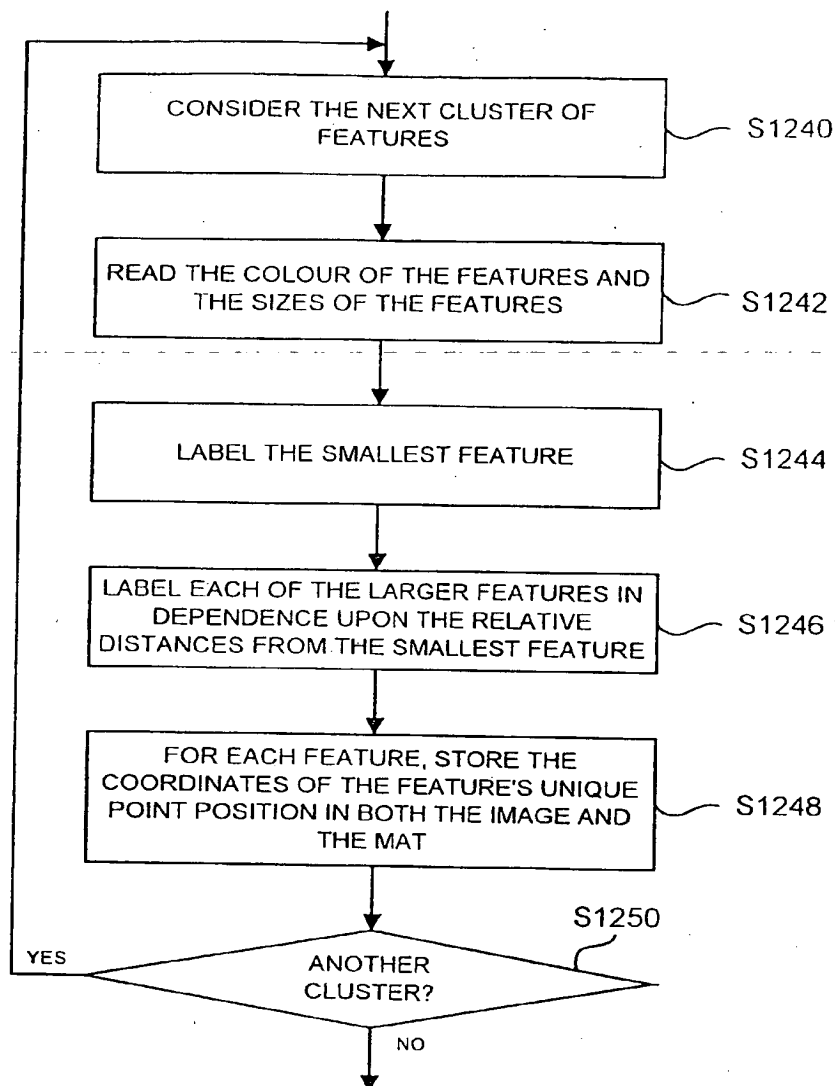 CONSIDER THE NEXT CLUSTER OF
FEATURES
S1240
READ THE COLOUR OF THE FEATURES AND
THE SIZES OF THE FEATURES
S1242
LABEL THE SMALLEST FEATURE
S1244
LABEL EACH OF THE LARGER FEATURES IN
DEPENDENCE UPON THE RELATIVE
DISTANCES FROM THE SMALLEST FEATURE
S1246
FOR EACH FEATURE, STORE THE
COORDINATES OF THE FEATURE'S UNIQUE
POINT POSITION IN BOTH THE IMAGE AND
THE MAT
S1248
S1250
YES
ANOTHER
CLUSTER?
NO